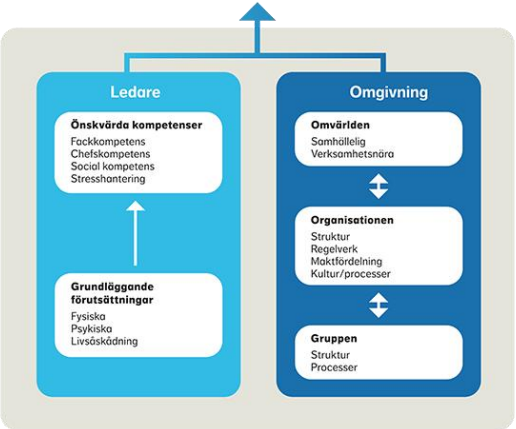 Ledare
Önskvärda kompetenser
Fackkompetens
Chefskompetens
Social kompetens
Stresshantering
Grundläggande
förutsättningar
Fysiska
Psykiska
Livsåskådning
Omgivning
Omvärlden
Samhällelig
Verksamhetsnära
Organisationen
Struktur
Regelverk
Maktfördelning
Kultur/processer
Gruppen
Struktur
Processer